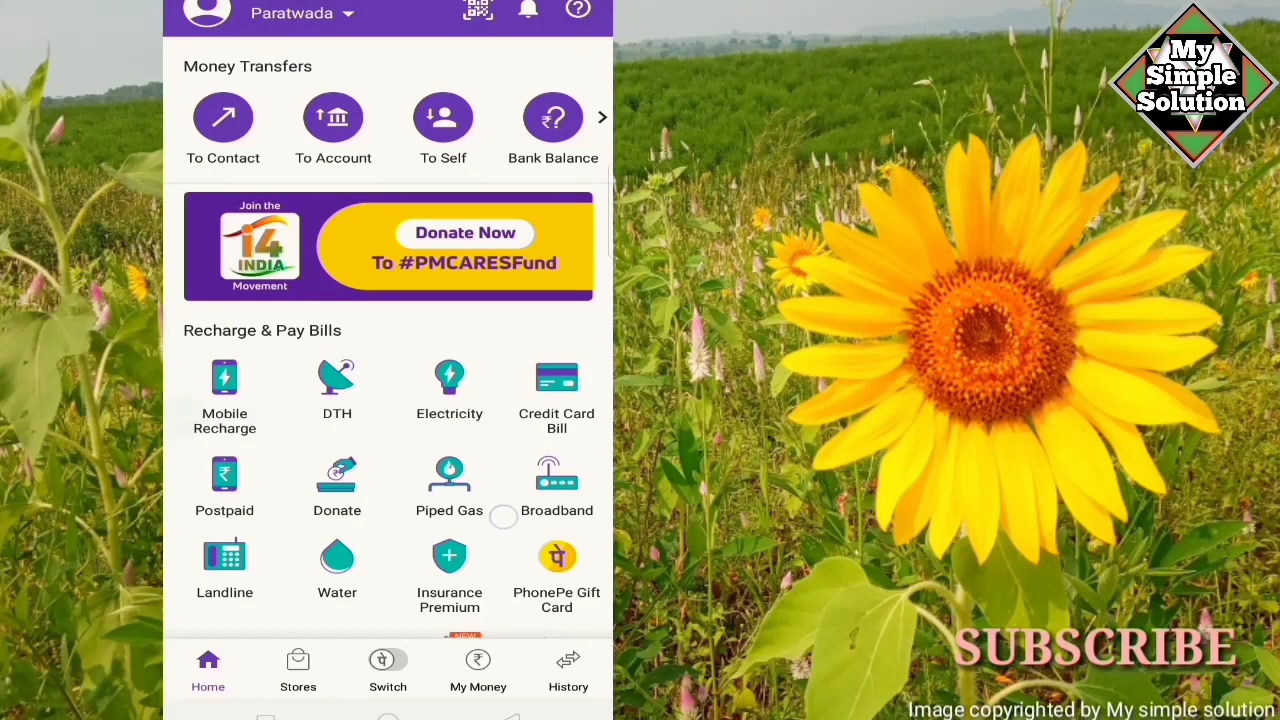 Paratwada
Money Transfers
To Contact
To Account
To Self
Bank Balance
Join the
i4
INDIA
Movement
Donate Now
To #PMCARESFund
Recharge & Pay Bills
Mobile
Recharge
DTH
Electricity
Credit Card
Bill
Postpaid
Donate
Piped Gas
Broadband
Landline
Water
Insurance
Premium
पे
PhonePe Gift
Card
NEW
पे
Home
Stores
Switch
My Money
History
My
Simple
Solution
SUBSCRIBE
Image copyrighted by My simple solution